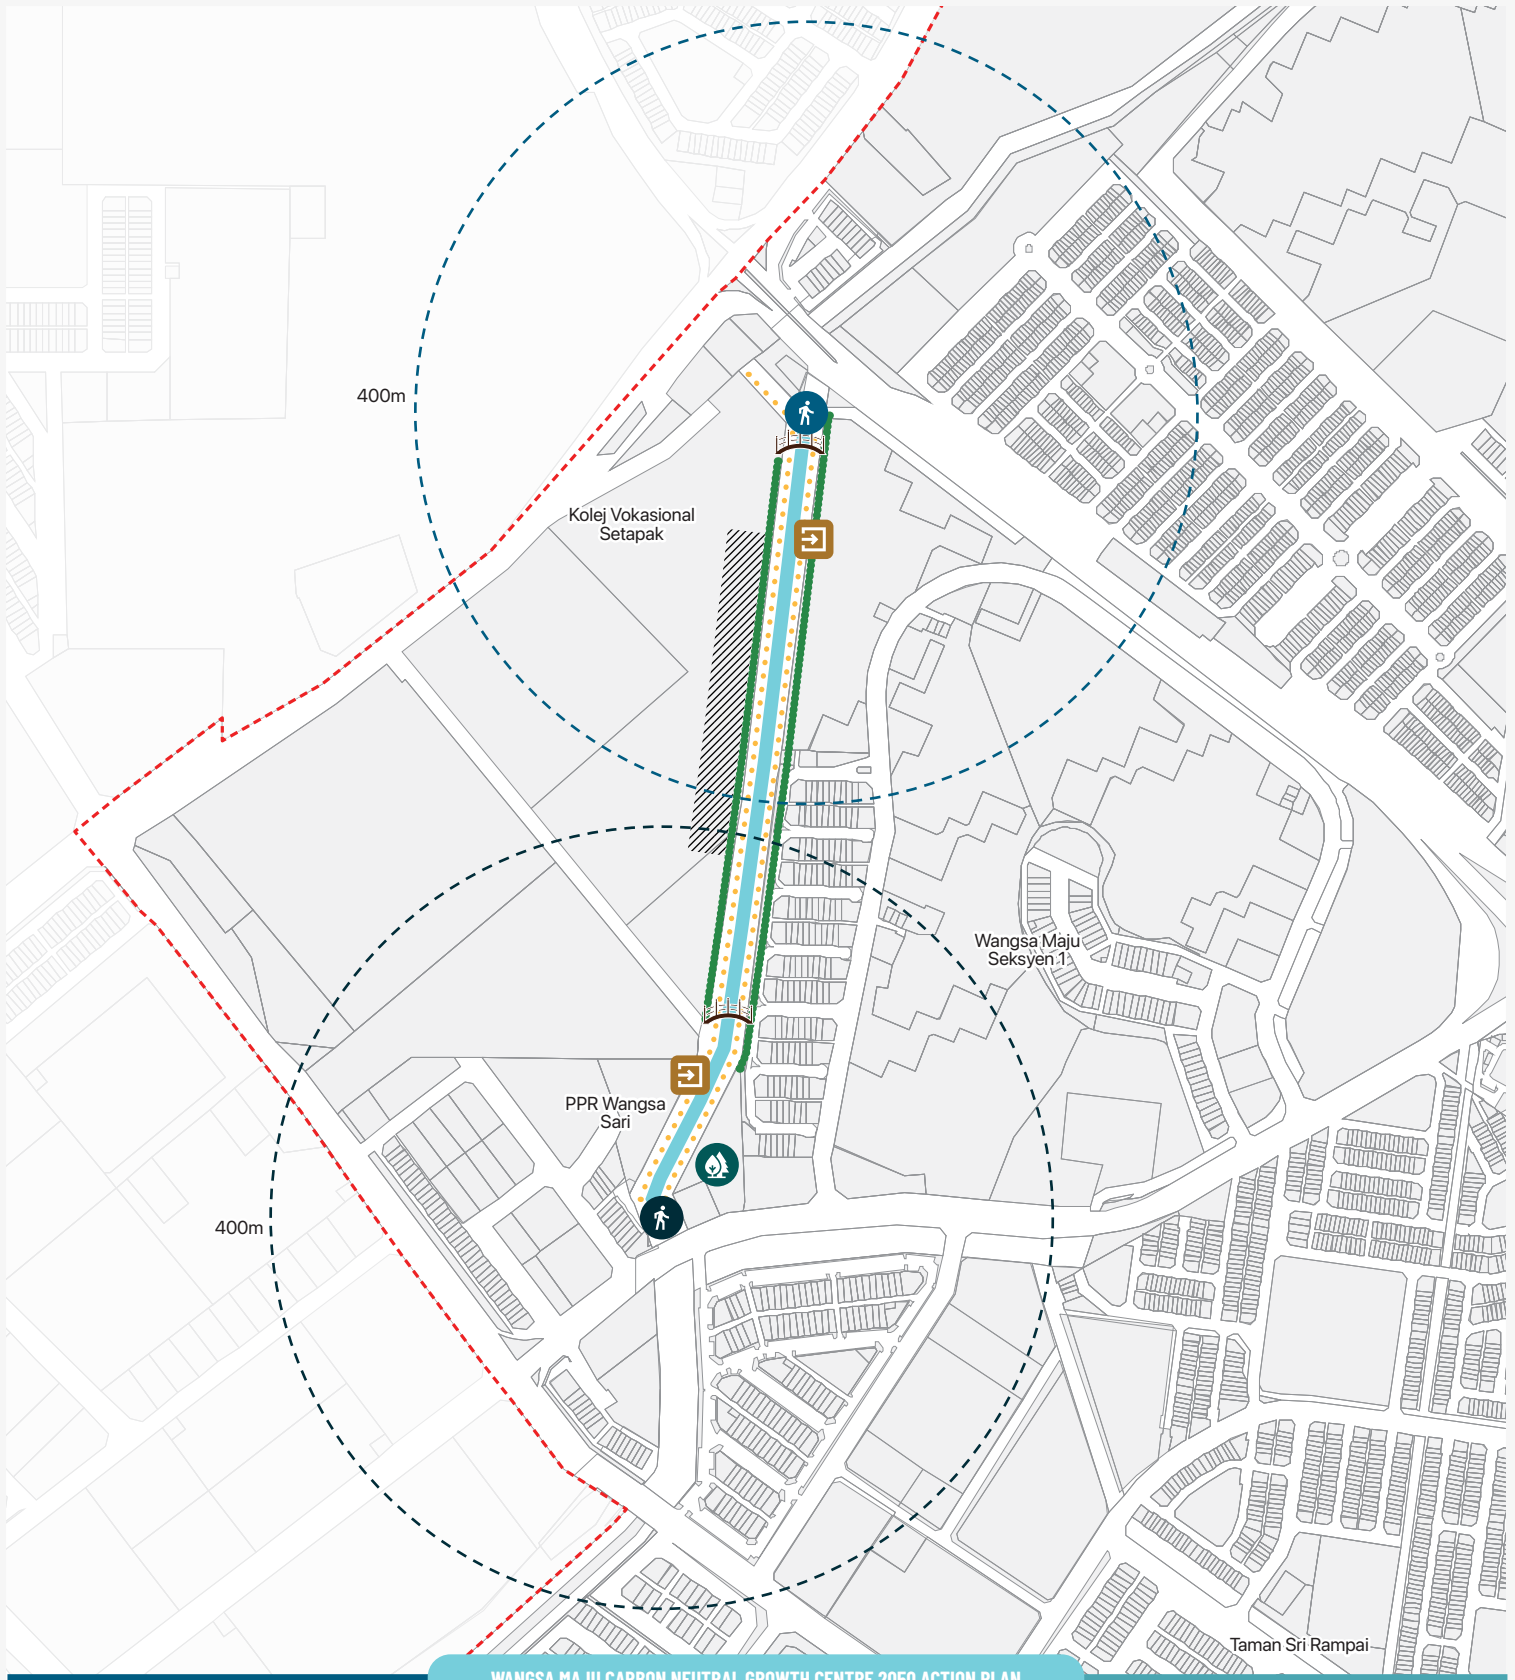 400m
Kolej Vokasional
Setapak
Wangsa Maju
Seksyen 1
PPR Wangsa
Sari
400m
Taman Sri Rampai
WANGSA MAJU CARBON NEUTRAL GROWTH CENTRE 2050 ACTION PLAN